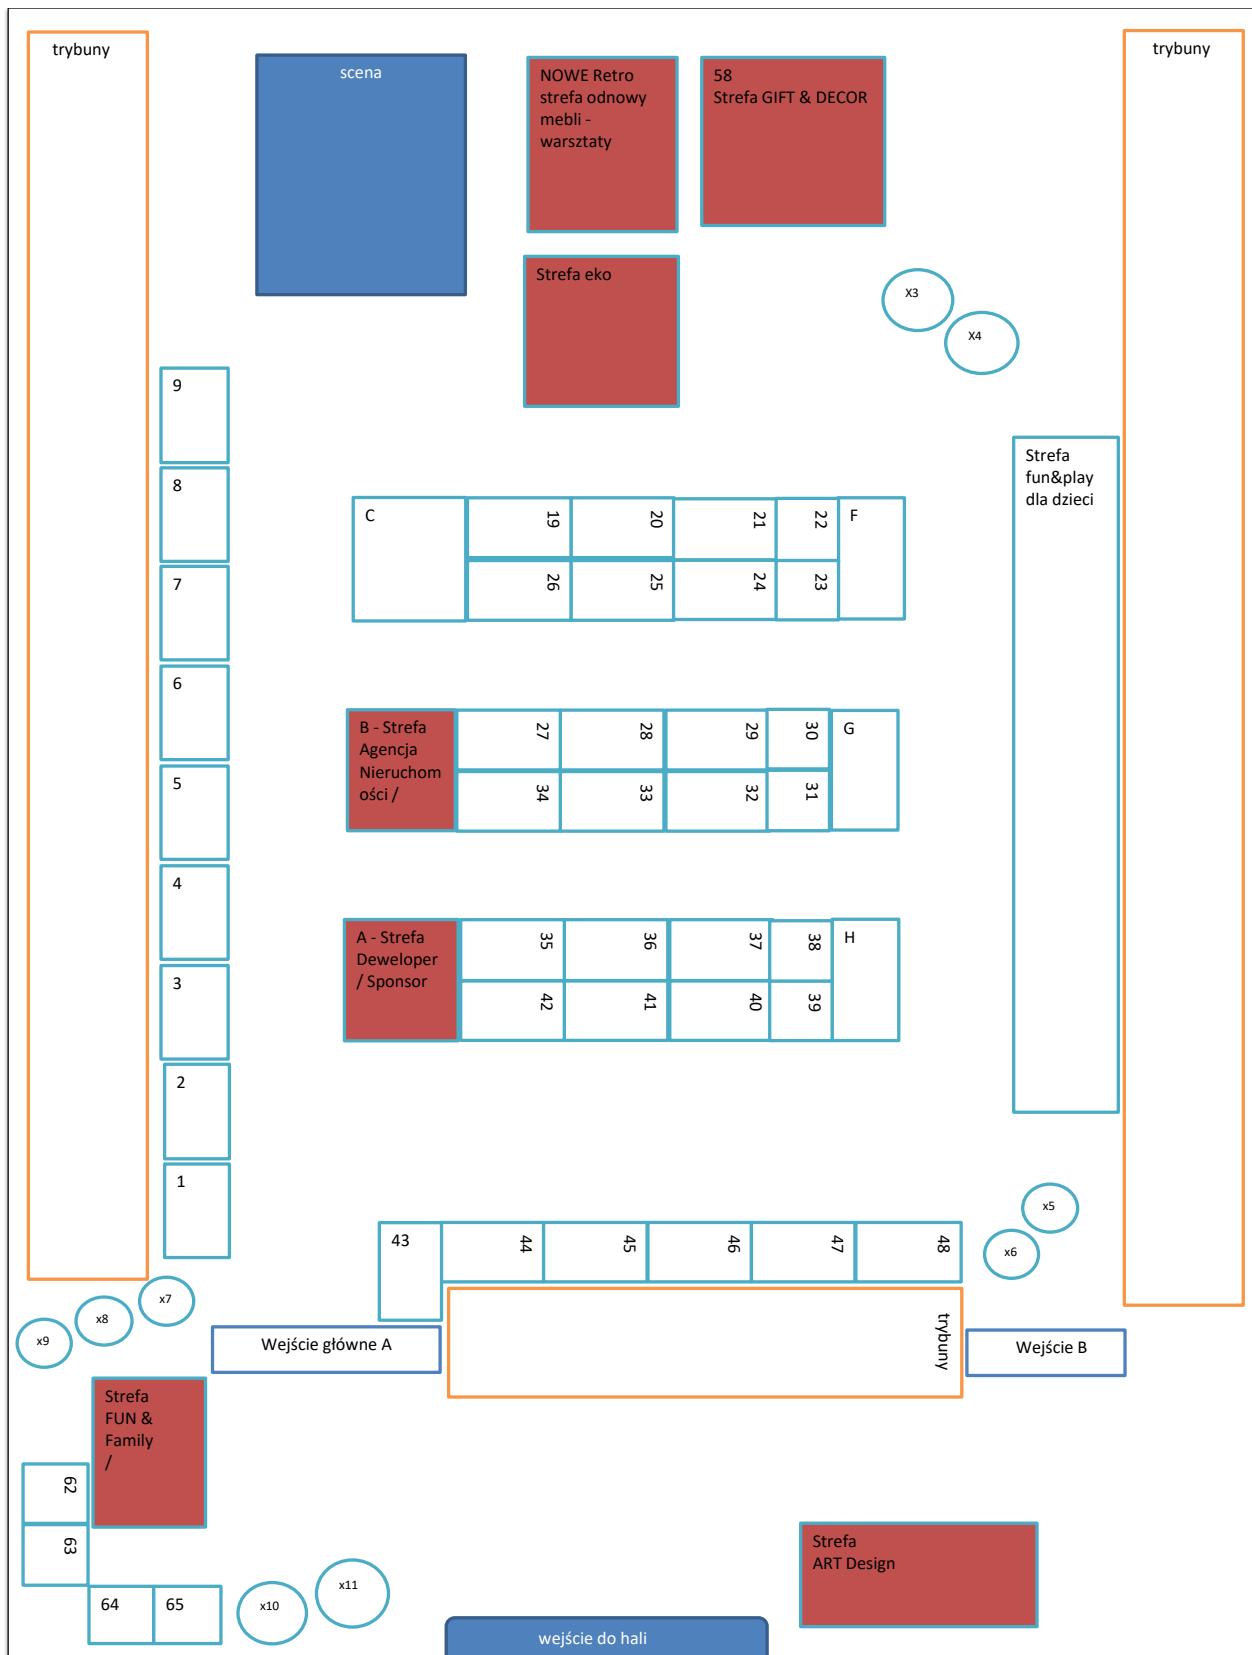 trybuny
scena
NOWE Retro
strefa odnowy
mebli -
warsztaty
58
Strefa GIFT & DECOR
trybuny
Strefa eko
X3
X4
9
8
7
6
5
4
3
2
1
C
19
20
21
22
F
26
25
24
23
Strefa
fun&play
dla dzieci
B - Strefa
Agencja
Nieruchom
ości /
27
28
29
30
G
34
33
32
31
A - Strefa
Deweloper
/ Sponsor
35
36
37
38
H
42
41
40
39
43
44
45
46
47
48
x5
x6
x7
x8
x9
Wejście główne A
trybuny
Wejście B
Strefa
FUN &
Family
/
62
63
64
65
x10
x11
Strefa
ART Design
wejście do hali